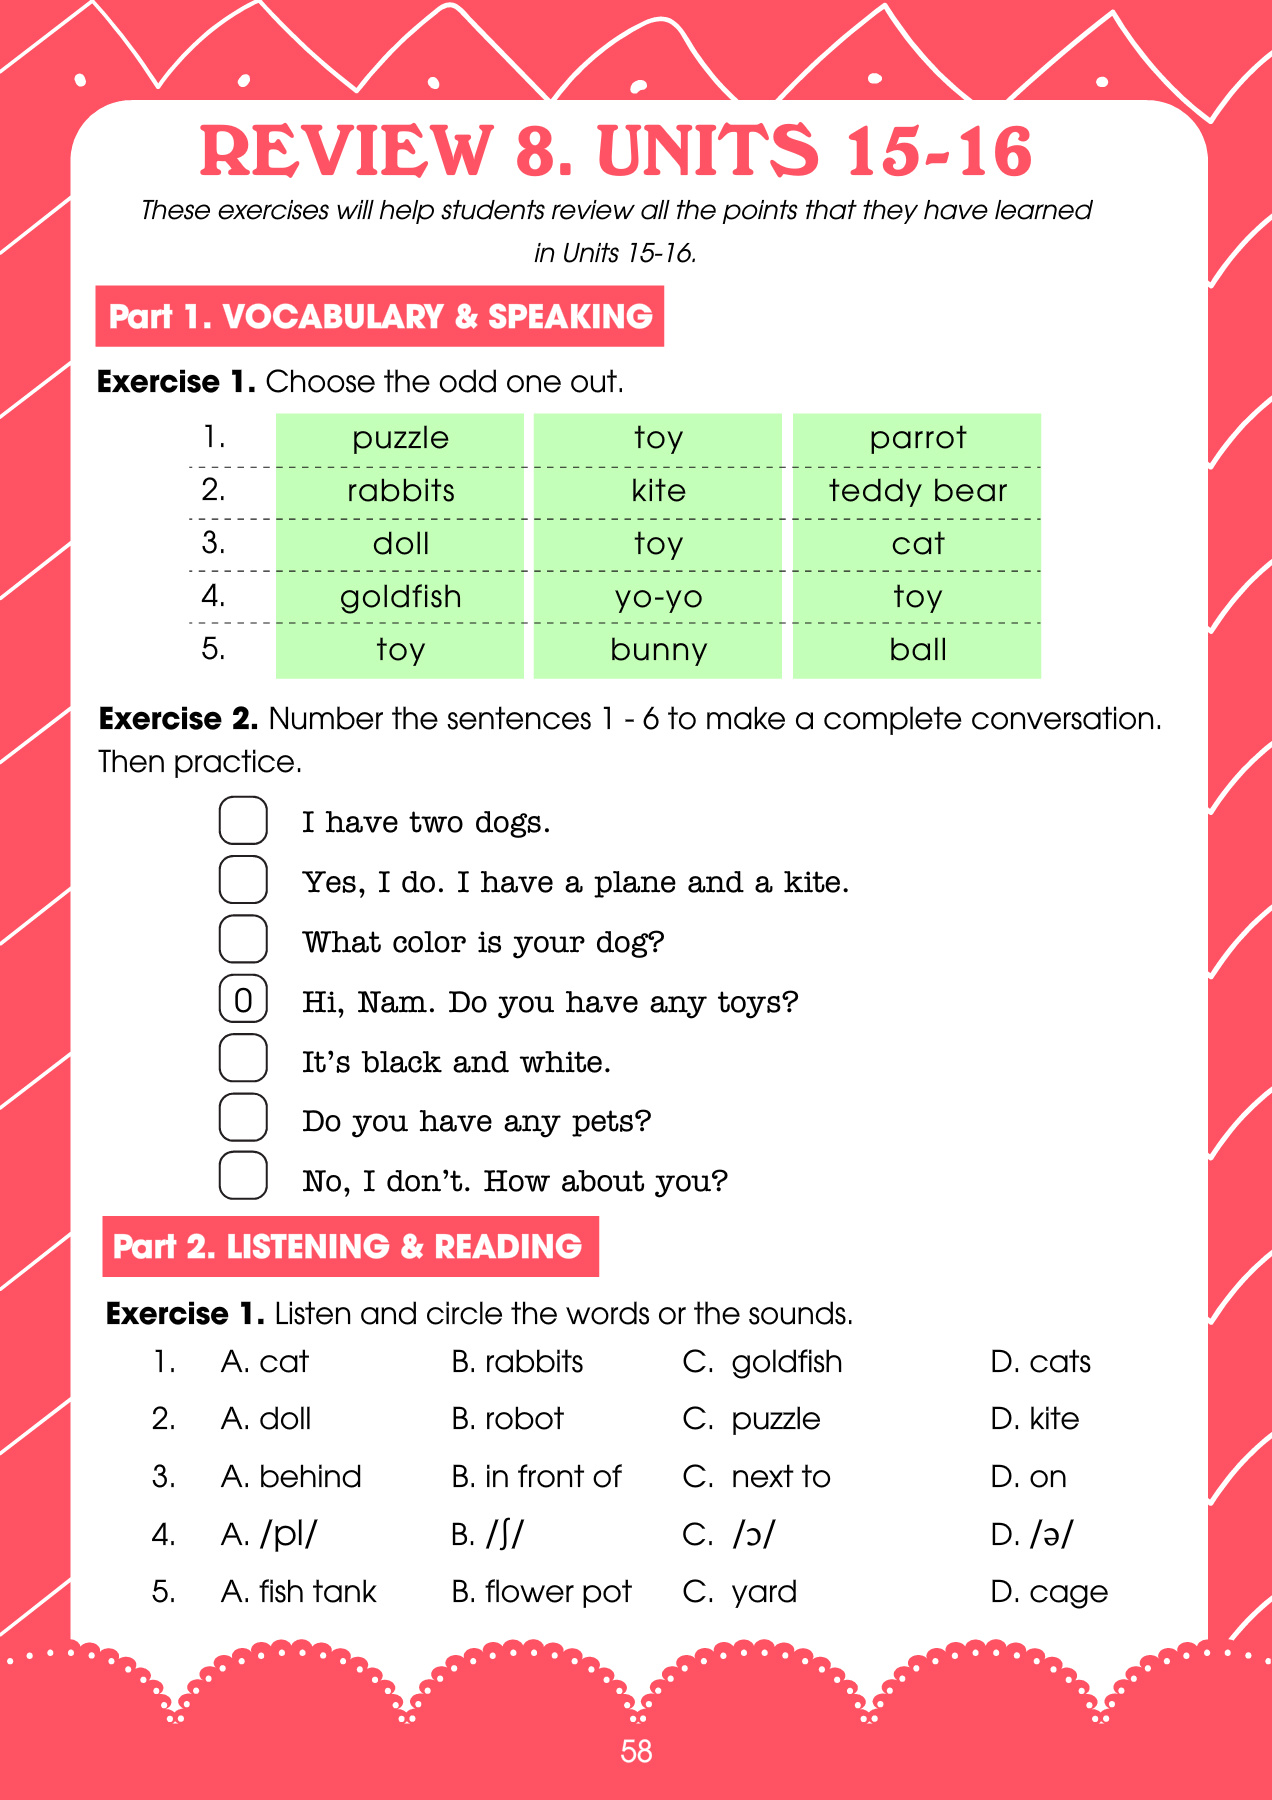 REVIEW 8. UNITS 15-16
These exercises will help students review all the points that they have learned
in Units 15-16.
Part 1. VOCABULARY & SPEAKING
Exercise 1. Choose the odd one out.
1. puzzle toy parrot
2. rabbits kite teddy bear
3. doll toy cat
4. goldfish yo-yo toy
5. toy bunny ball
Exercise 2. Number the sentences 1 - 6 to make a complete conversation.
Then practice.
I have two dogs.
Yes, I do. I have a plane and a kite.
What color is your dog?
0 Hi, Nam. Do you have any toys?
It's black and white.
Do you have any pets?
No, I don't. How about you?
Part 2. LISTENING & READING
Exercise 1. Listen and circle the words or the sounds.
1. A. cat B. rabbits C. goldfish D. cats
2. A. doll B. robot C. puzzle D. kite
3. A. behind B. in front of C. next to D. on
4. A. /pl/ B. /ʃ/ C. /ɔ/ D. /ə/
5. A. fish tank B. flower pot C. yard D. cage
58